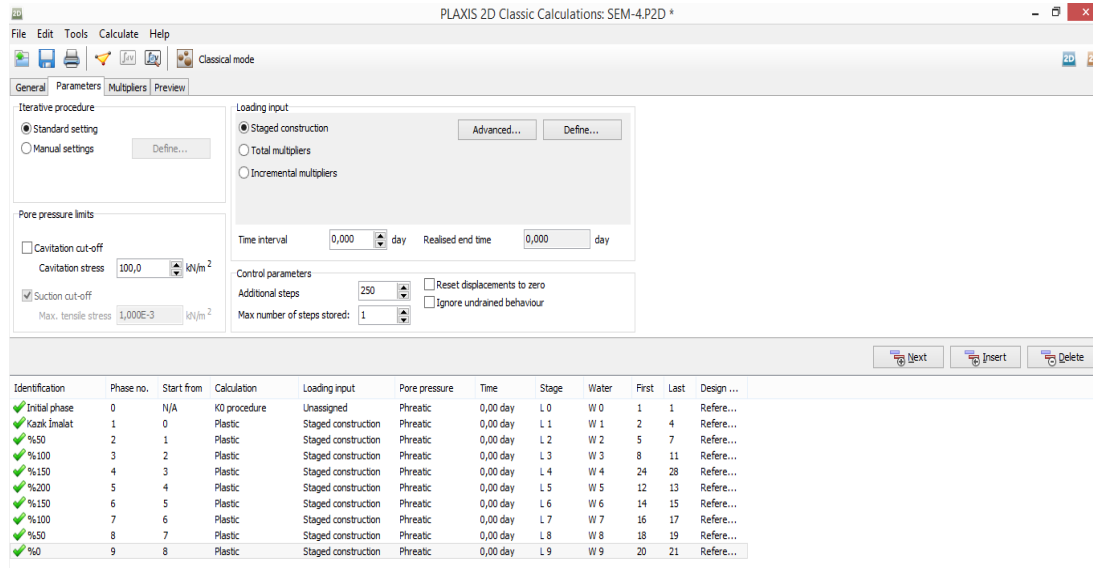 2D PLAXIS 2D Classic Calculations: SEM-4.P2D *
File Edit Tools Calculate Help
Classical mode 2D
General Parameters Multipliers Preview
Iterative procedure
Standard setting
Manual settings Define...
Loading input
Staged construction Advanced... Define...
Total multipliers
Incremental multipliers
Time interval 0,000 day Realised end time 0,000 day
Pore pressure limits
Cavitation cut-off
Cavitation stress 100,0 kN/m 2
Suction cut-off
Max. tensile stress 1,000E-3 kN/m 2
Control parameters
Additional steps 250
Max number of steps stored: 1
Reset displacements to zero
Ignore undrained behaviour
Next Insert Delete
Identification Phase no. Start from Calculation Loading input Pore pressure Time Stage Water First Last Design ...
Initial phase 0 N/A K0 procedure Unassigned Phreatic 0,00 day L 0 W 0 1 1 Refere...
Kazık İmalat 1 0 Plastic Staged construction Phreatic 0,00 day L 1 W 1 2 4 Refere...
%50 2 1 Plastic Staged construction Phreatic 0,00 day L 2 W 2 5 7 Refere...
%100 3 2 Plastic Staged construction Phreatic 0,00 day L 3 W 3 8 11 Refere...
%150 4 3 Plastic Staged construction Phreatic 0,00 day L 4 W 4 24 28 Refere...
%200 5 4 Plastic Staged construction Phreatic 0,00 day L 5 W 5 12 13 Refere...
%150 6 5 Plastic Staged construction Phreatic 0,00 day L 6 W 6 14 15 Refere...
%100 7 6 Plastic Staged construction Phreatic 0,00 day L 7 W 7 16 17 Refere...
%50 8 7 Plastic Staged construction Phreatic 0,00 day L 8 W 8 18 19 Refere...
%0 9 8 Plastic Staged construction Phreatic 0,00 day L 9 W 9 20 21 Refere...